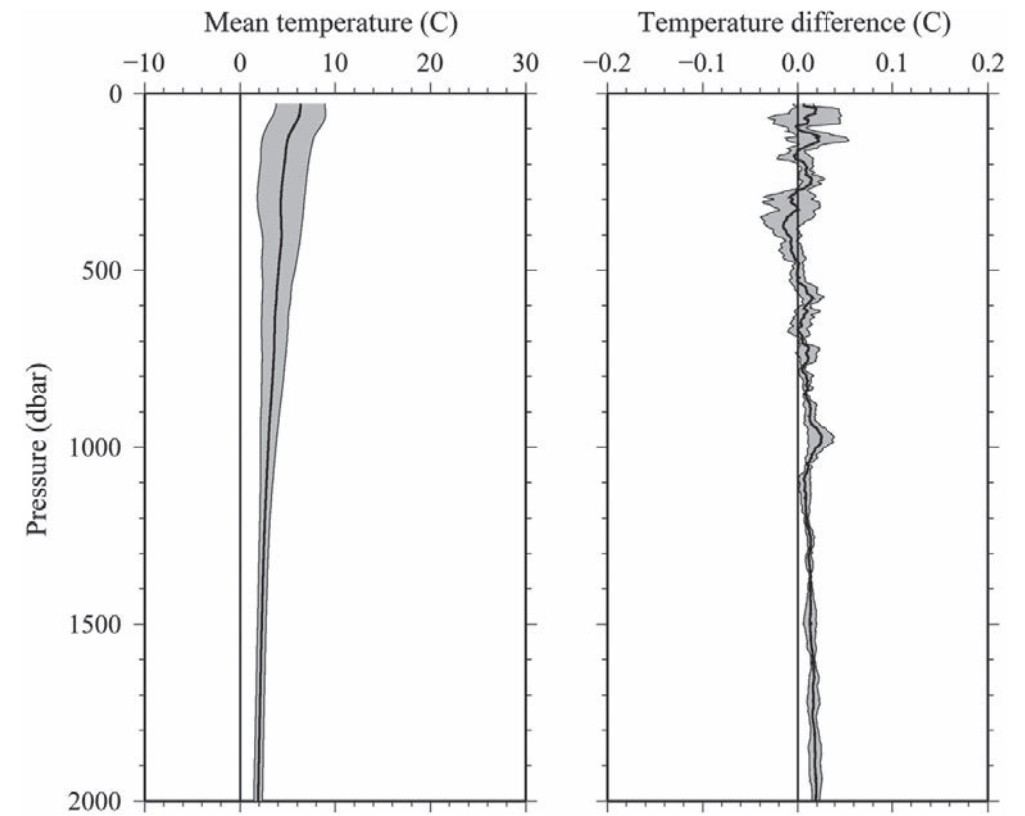 Mean temperature (C)
−10 0 10 20 30
Temperature difference (C)
−0.2 −0.1 0.0 0.1 0.2
Pressure (dbar)
0
500
1000
1500
2000